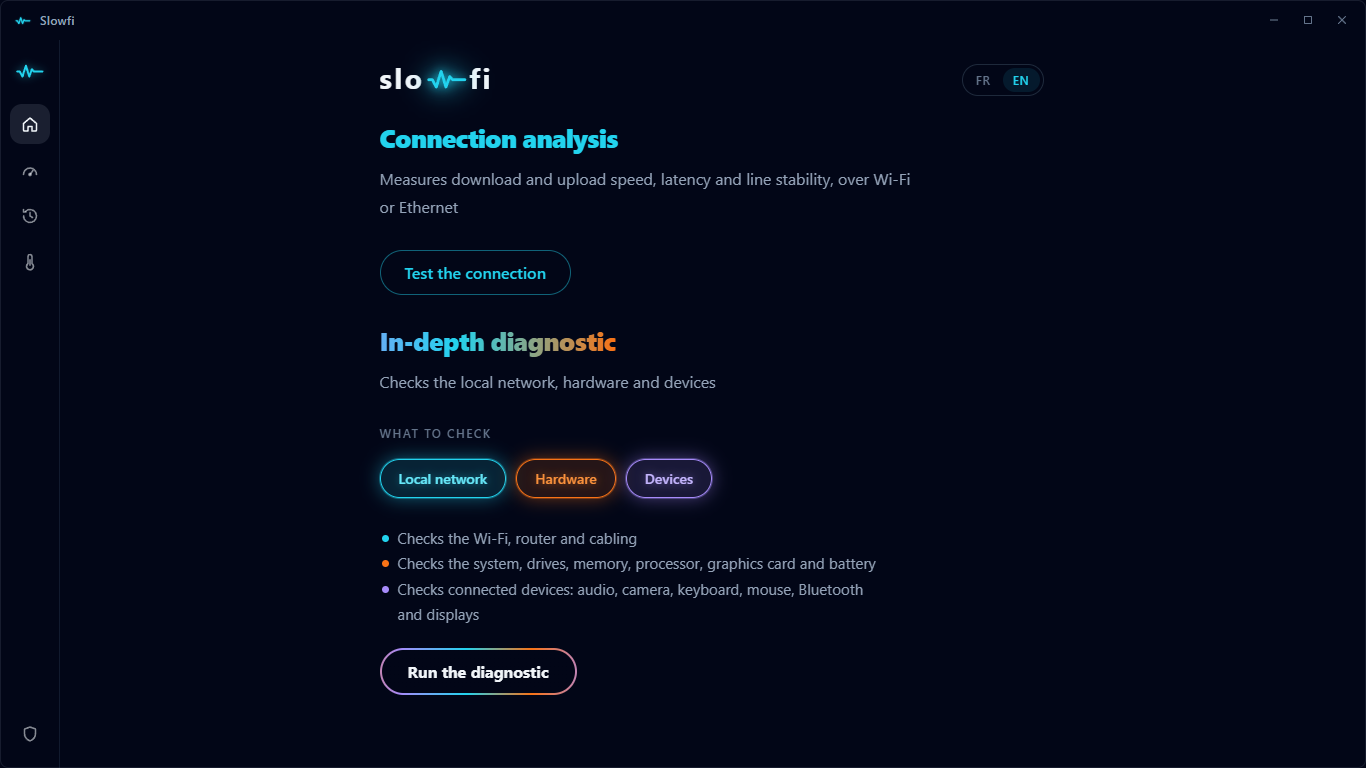 Slowfi
slo fi
FR EN
Connection analysis
Measures download and upload speed, latency and line stability, over Wi-Fi
or Ethernet
Test the connection
In-depth diagnostic
Checks the local network, hardware and devices
WHAT TO CHECK
Local network Hardware Devices
Checks the Wi-Fi, router and cabling
Checks the system, drives, memory, processor, graphics card and battery
Checks connected devices: audio, camera, keyboard, mouse, Bluetooth
and displays
Run the diagnostic